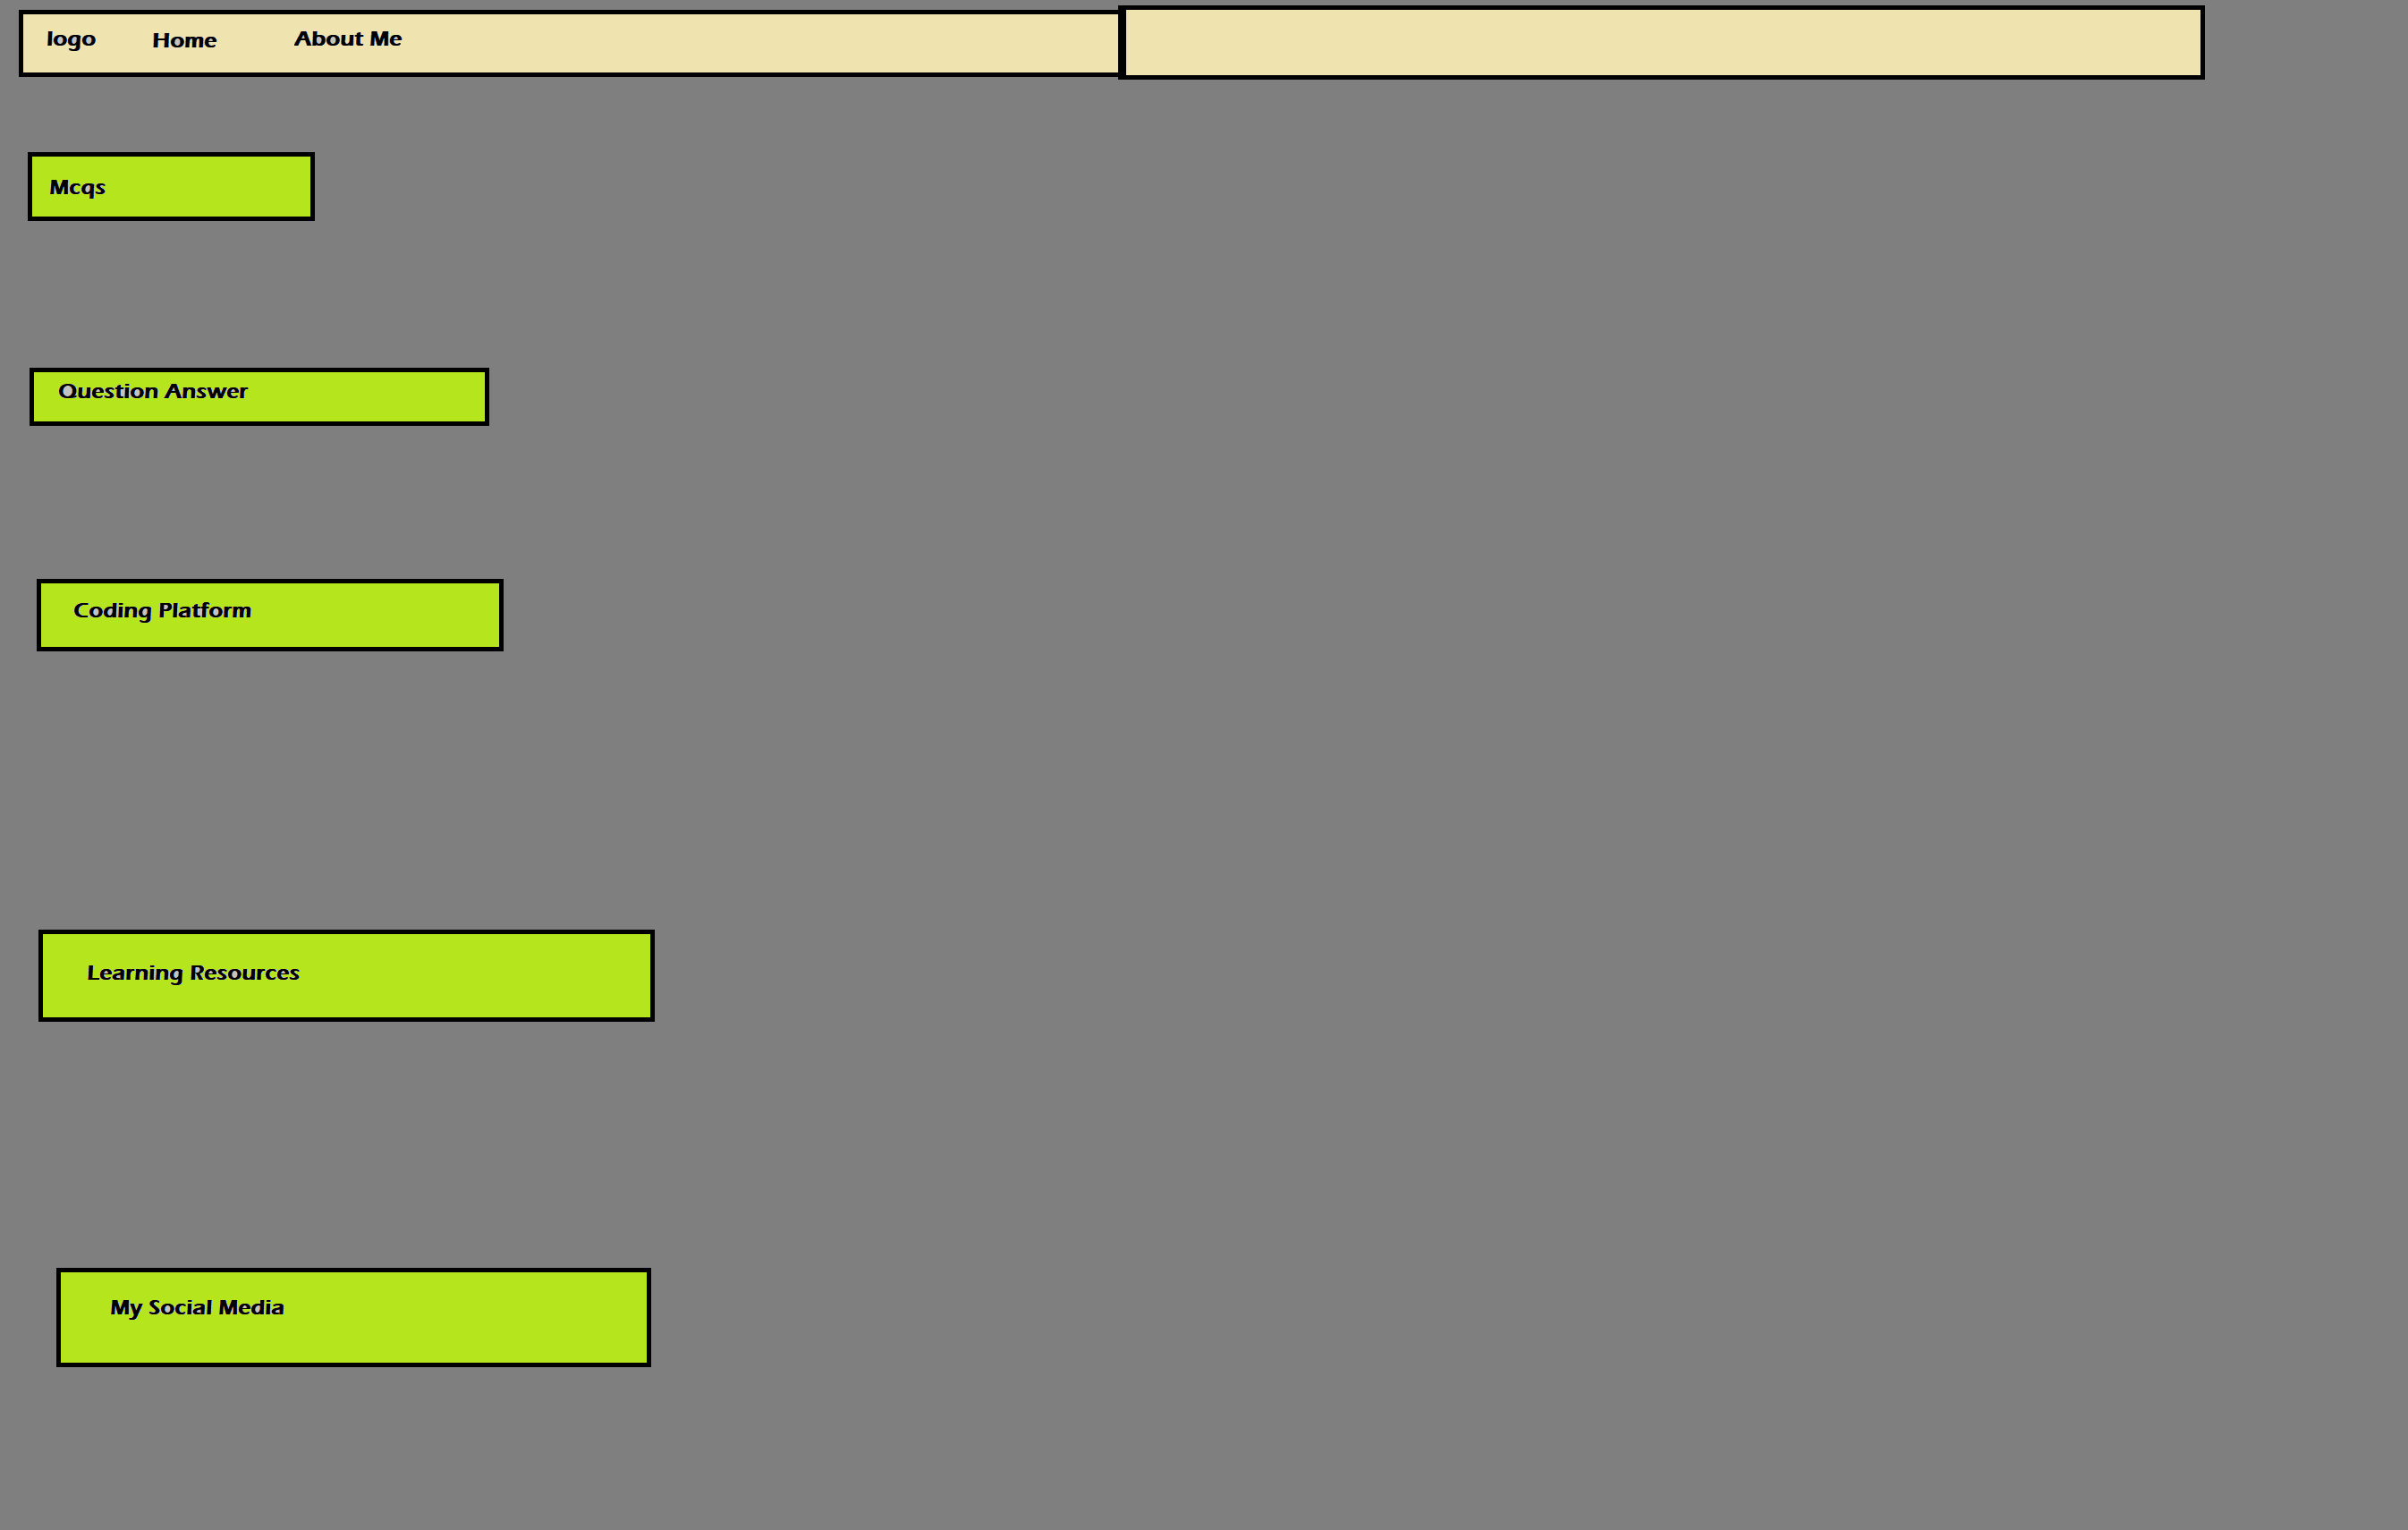 logo Home About Me
Mcqs
Question Answer
Coding Platform
Learning Resources
My Social Media